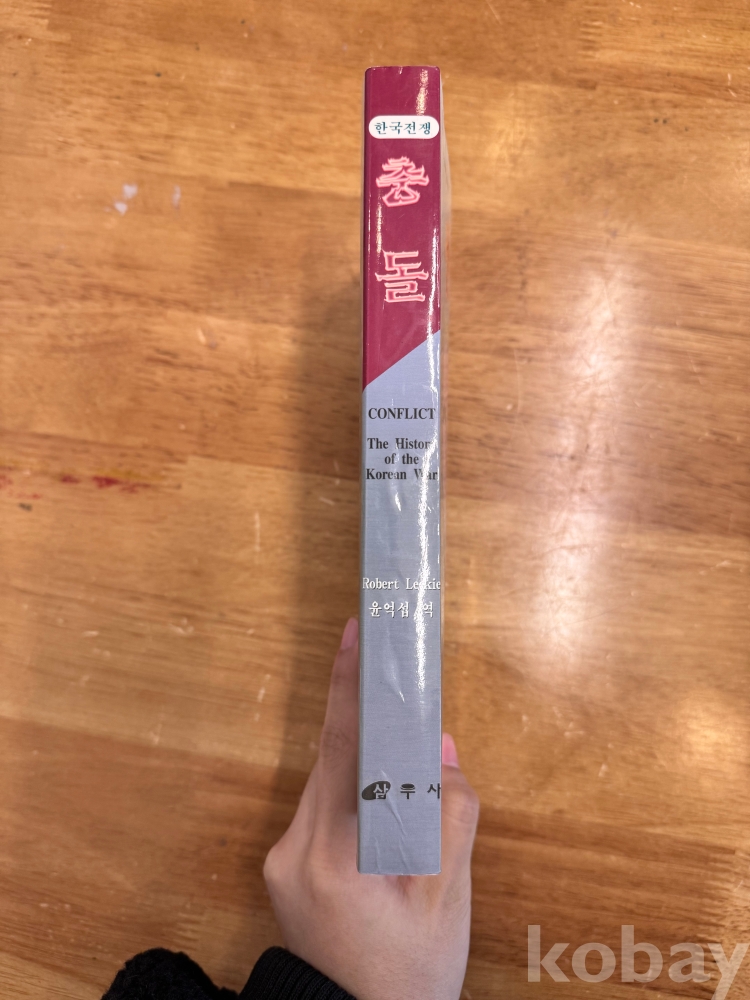 한국전쟁
충
돌
CONFLICT
The History
of the
Korean War
Robert Leckie
윤억섭 역
삼우사
kobay